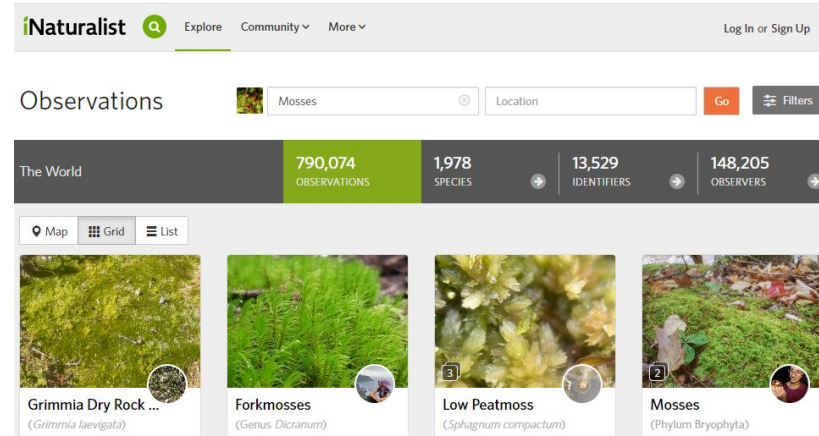 iNaturalist Explore Community More Log In or Sign Up
Observations Mosses Location Go Filters
The World 790,074 1,978 13,529 148,205
OBSERVATIONS SPECIES IDENTIFIERS OBSERVERS
Map Grid List
3 2
Grimmia Dry Rock ... Forkmosses Low Peatmoss Mosses
(Grimmia laevigata) (Genus Dicranum) (Sphagnum compactum) (Phylum Bryophyta)